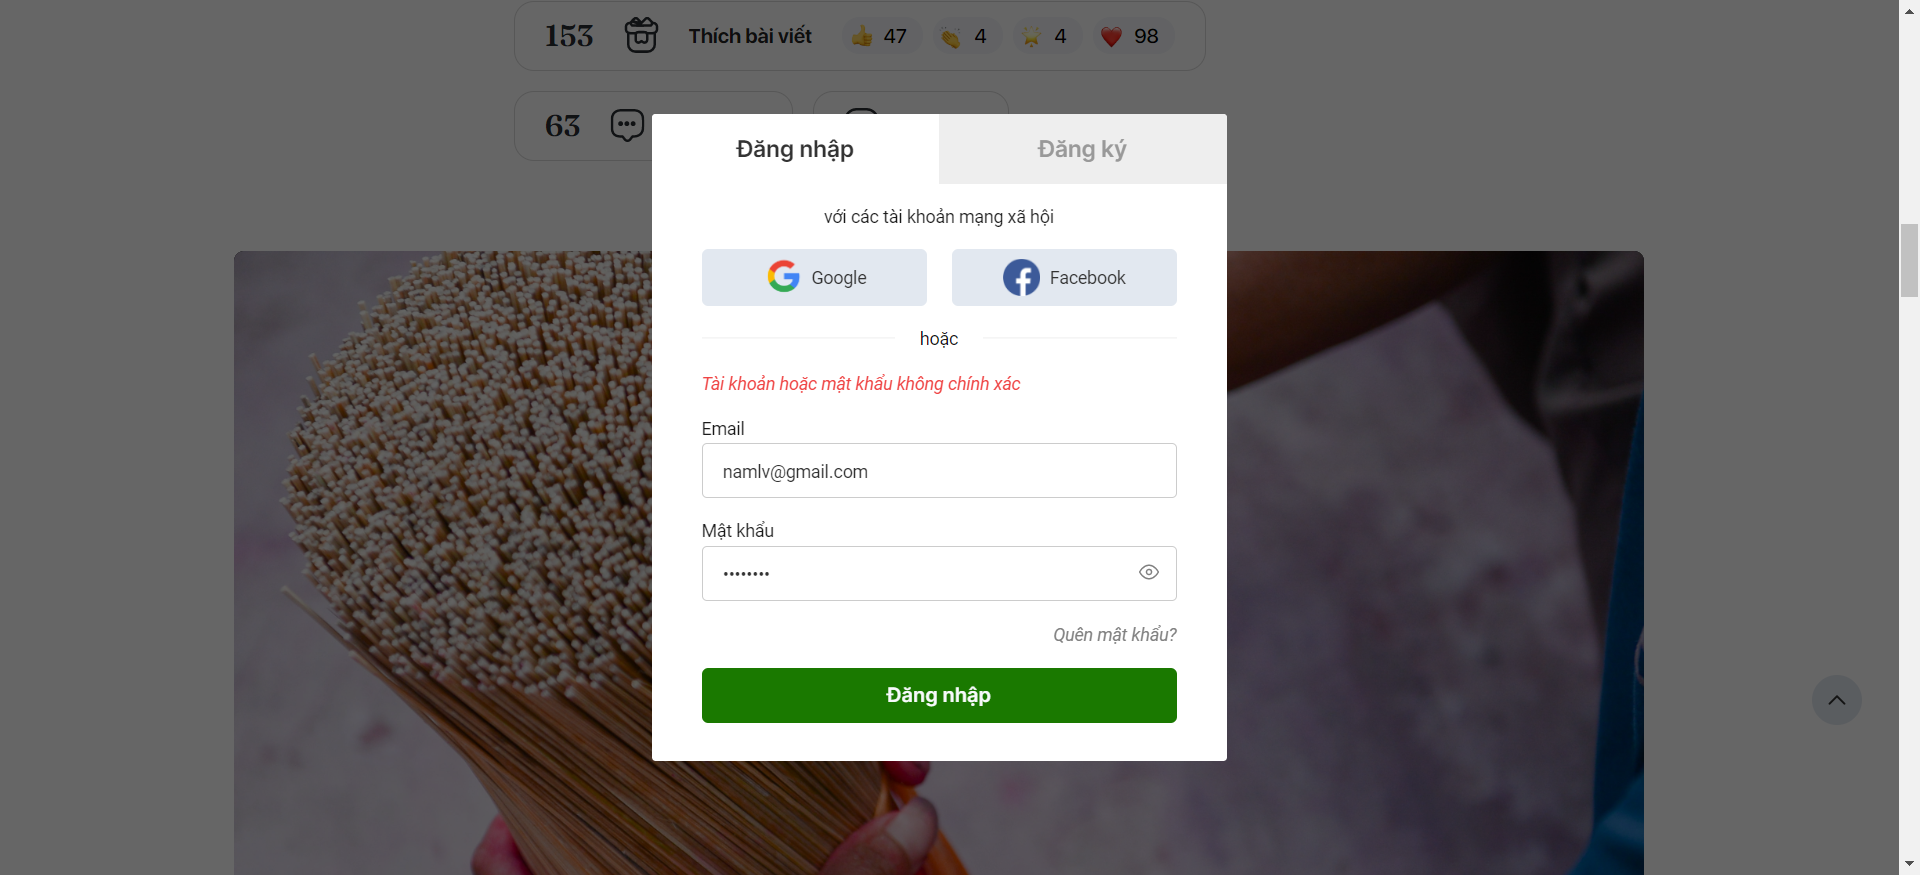 153 Thích bài viết 47 4 4 98
63
Đăng nhập Đăng ký
với các tài khoản mạng xã hội
Google Facebook
hoặc
Tài khoản hoặc mật khẩu không chính xác
Email
namlv@gmail.com
Mật khẩu
••••••••
Quên mật khẩu?
Đăng nhập